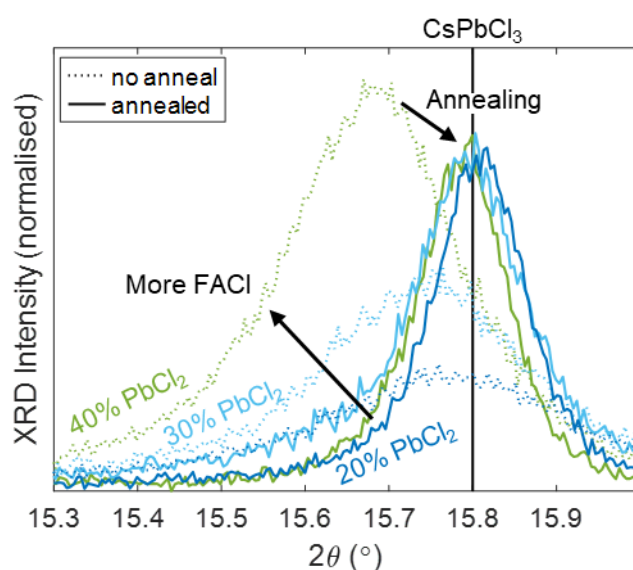 CsPbCl₃
no anneal
annealed
Annealing
More FACl
40% PbCl₂
30% PbCl₂
20% PbCl₂
XRD Intensity (normalised)
15.3 15.4 15.5 15.6 15.7 15.8 15.9
2θ (°)